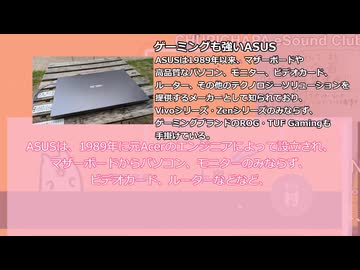 CHUBICHARA eSound Club
ゲーミングも強いASUS
ASUSは1989年以来、マザーボードや
高品質なパソコン、モニター、ビデオカード、
ルーター、その他のテクノロジーソリューションを
提供するメーカーとして知られており、
Vivoシリーズ・Zenシリーズのみならず、
ゲーミングブランドのROG・TUF Gamingも
手掛けている。
ASUSは、1989年に元Acerのエンジニアによって設立され、
マザーボードからパソコン、モニターのみならず、
ビデオカード、ルーターなどなど、